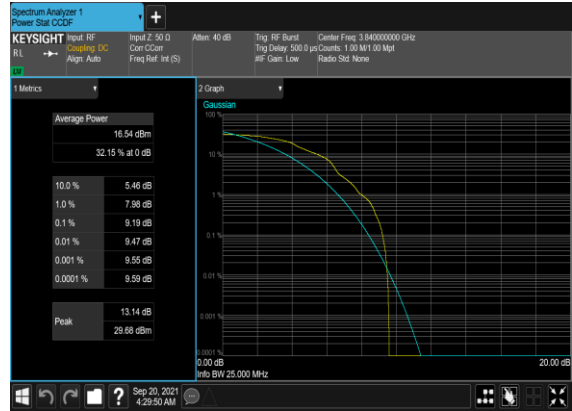 Spectrum Analyzer 1
Power Stat CCDF
KEYSIGHT
Input: RF
Input Z: 50 Ω
Atten: 40 dB
Trig: RF Burst
Center Freq: 3.840000000 GHz
RL
Coupling: DC
Corr CCorr
Trig Delay: 500.0 µs
Counts: 1.00 M/1.00 Mpt
Align: Auto
Freq Ref: Int (S)
#IF Gain: Low
Radio Std: None
1 Metrics
2 Graph
Gaussian
Average Power
16.54 dBm
32.15 % at 0 dB
10.0 % 5.46 dB
1.0 % 7.98 dB
0.1 % 9.19 dB
0.01 % 9.47 dB
0.001 % 9.55 dB
0.0001 % 9.59 dB
Peak
13.14 dB
29.68 dBm
100 %
10 %
1 %
0.1 %
0.01 %
0.001 %
0.0001 %
0.00 dB
20.00 dB
Info BW 25.000 MHz
?
Sep 20, 2021
4:29:50 AM